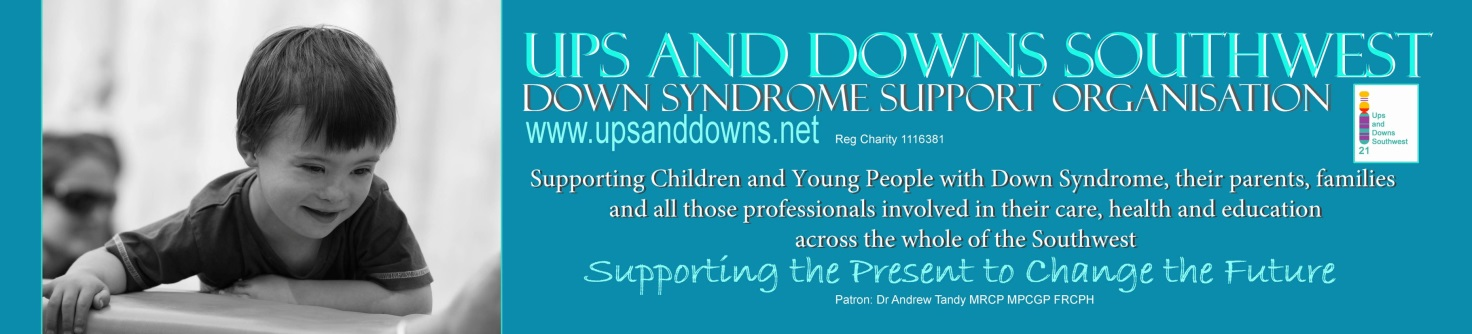 UPS AND DOWNS SOUTHWEST
DOWN SYNDROME SUPPORT ORGANISATION
www.upsanddowns.net Reg Charity 1116381
Ups
and
Downs
Southwest
21
Supporting Children and Young People with Down Syndrome, their parents, families
and all those professionals involved in their care, health and education
across the whole of the Southwest
Supporting the Present to Change the Future
Patron: Dr Andrew Tandy MRCP MPCGP FRCPH